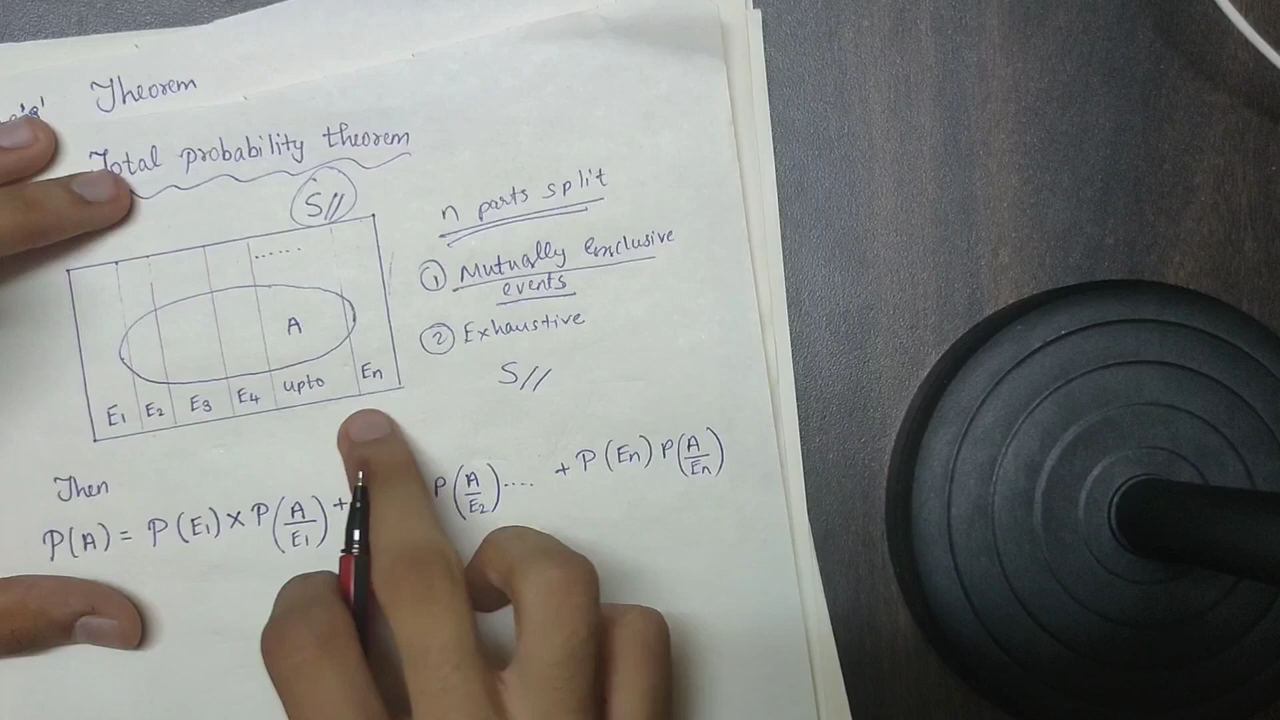 Theorem
Total probability theorem
S//
n parts split
① Mutually exclusive
events
② Exhaustive
S//
.....
A
E1 E2 E3 E4 upto En
Then
P(A) = P(E1) × P(A/E1) + P(A/E2) .... + P(En) P(A/En)